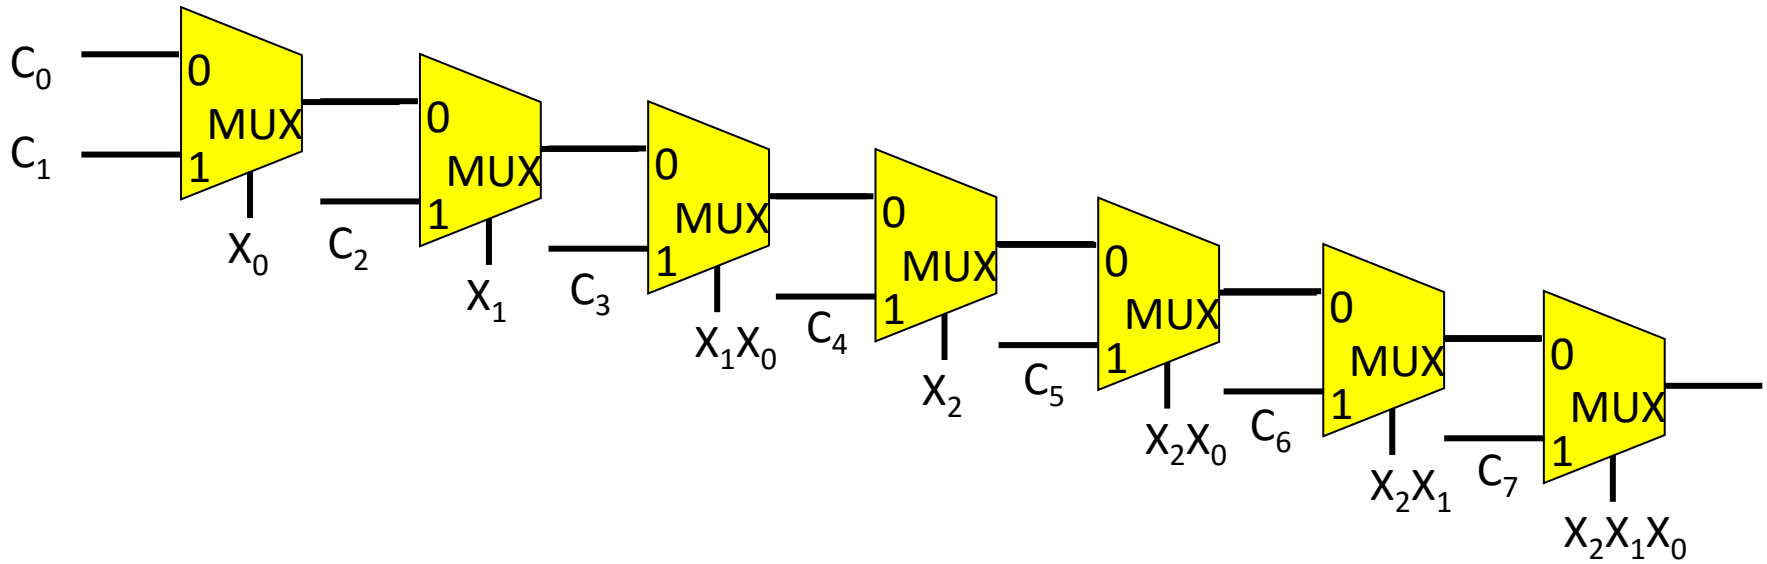 C₀
C₁
0
MUX
1
X₀
C₂
0
MUX
1
X₁
C₃
0
MUX
1
X₁X₀
C₄
0
MUX
1
X₂
C₅
0
MUX
1
X₂X₀
C₆
0
MUX
1
X₂X₁
C₇
0
MUX
1
X₂X₁X₀